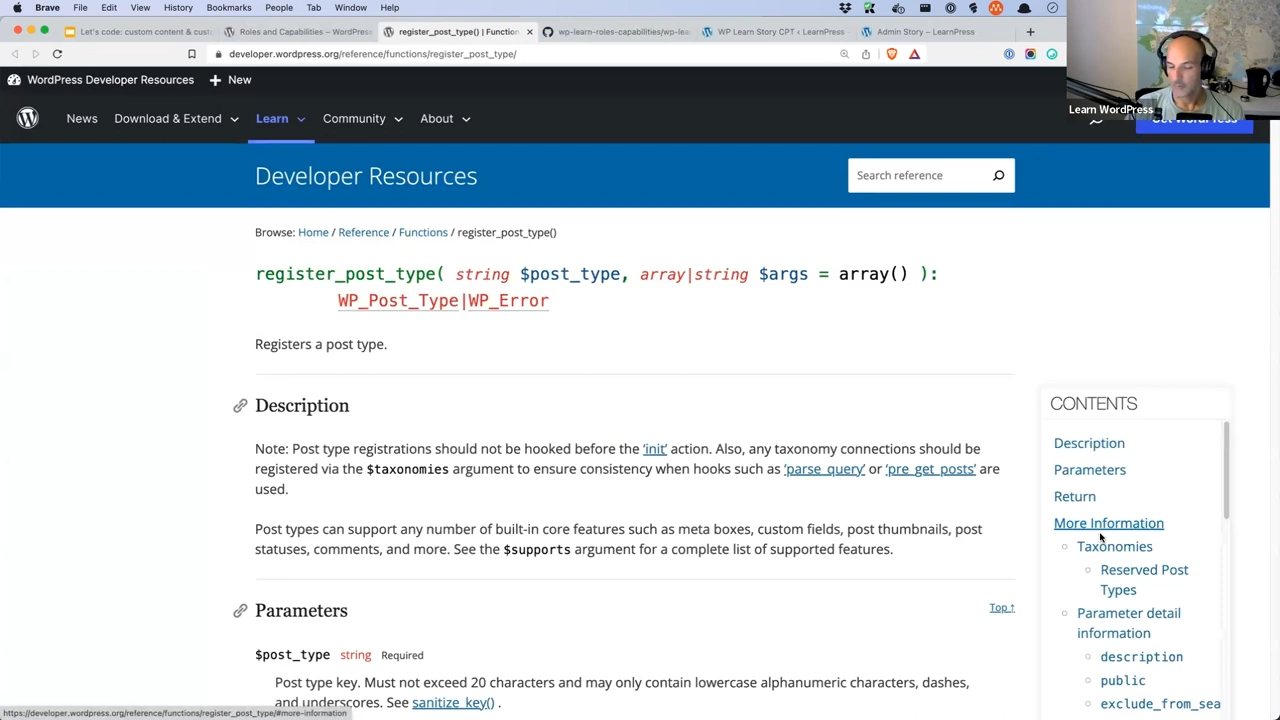 Brave File Edit View History Bookmarks People Tab Window Help
Let's code: custom content & cust
Roles and Capabilities – WordPress
register_post_type() | Function
wp-learn-roles-capabilities/wp-lea
WP Learn Story CPT ‹ LearnPress
Admin Story – LearnPress
developer.wordpress.org/reference/functions/register_post_type/
WordPress Developer Resources New
Learn WordPress
News Download & Extend Learn Community About Get WordPress
Developer Resources
Search reference
Browse: Home / Reference / Functions / register_post_type()
register_post_type( string $post_type, array|string $args = array() ):
WP_Post_Type|WP_Error
Registers a post type.
Description
Note: Post type registrations should not be hooked before the 'init' action. Also, any taxonomy connections should be
registered via the $taxonomies argument to ensure consistency when hooks such as 'parse_query' or 'pre_get_posts' are
used.
Post types can support any number of built-in core features such as meta boxes, custom fields, post thumbnails, post
statuses, comments, and more. See the $supports argument for a complete list of supported features.
Parameters
Top ↑
$post_type string Required
Post type key. Must not exceed 20 characters and may only contain lowercase alphanumeric characters, dashes,
and underscores. See sanitize_key() .
CONTENTS
Description
Parameters
Return
More Information
Taxonomies
Reserved Post
Types
Parameter detail
information
description
public
exclude_from_sea
https://developer.wordpress.org/reference/functions/register_post_type/#more-information